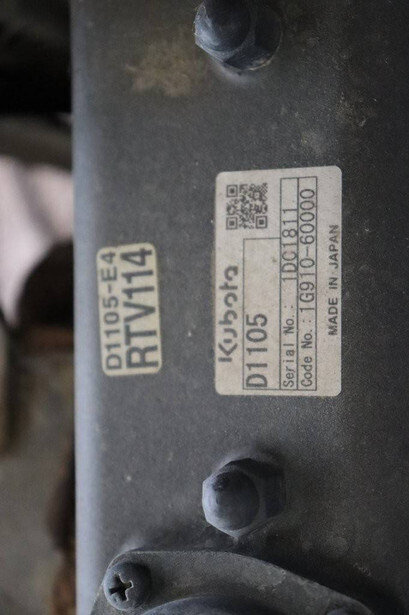 D1105-E4
RTV114
Kubota
D1105
Serial No.: 1DC1811
Code No.: 1G910-60000
MADE IN JAPAN